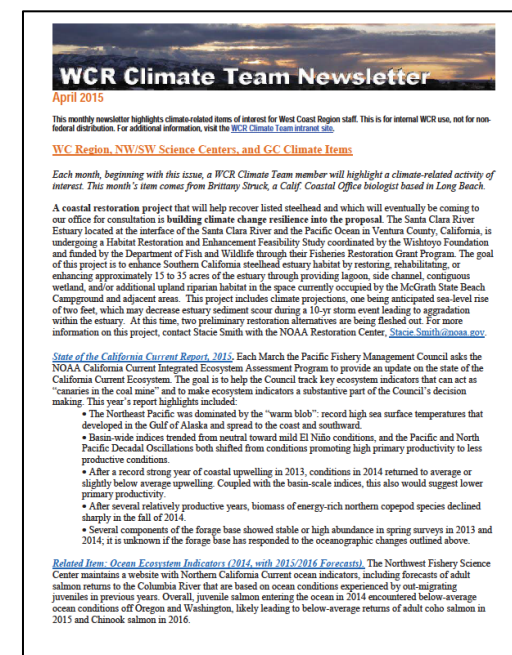 WCR Climate Team Newsletter
April 2015
This monthly newsletter highlights climate-related items of interest for West Coast Region staff. This is for internal WCR use, not for non-
federal distribution. For additional information, visit the WCR Climate Team intranet site.
WC Region, NW/SW Science Centers, and GC Climate Items
Each month, beginning with this issue, a WCR Climate Team member will highlight a climate-related activity of
interest. This month's item comes from Brittany Struck, a Calif. Coastal Office biologist based in Long Beach.
A coastal restoration project that will help recover listed steelhead and which will eventually be coming to
our office for consultation is building climate change resilience into the proposal. The Santa Clara River
Estuary located at the interface of the Santa Clara River and the Pacific Ocean in Ventura County, California, is
undergoing a Habitat Restoration and Enhancement Feasibility Study coordinated by the Wishtoyo Foundation
and funded by the Department of Fish and Wildlife through their Fisheries Restoration Grant Program. The goal
of this project is to enhance Southern California steelhead estuary habitat by restoring, rehabilitating, or
enhancing approximately 15 to 35 acres of the estuary through providing lagoon, side channel, contiguous
wetland, and/or additional upland riparian habitat in the space currently occupied by the McGrath State Beach
Campground and adjacent areas. This project includes climate projections, one being anticipated sea-level rise
of two feet, which may decrease estuary sediment scour during a 10-yr storm event leading to aggradation
within the estuary. At this time, two preliminary restoration alternatives are being fleshed out. For more
information on this project, contact Stacie Smith with the NOAA Restoration Center, Stacie.Smith@noaa.gov.
State of the California Current Report, 2015. Each March the Pacific Fishery Management Council asks the
NOAA California Current Integrated Ecosystem Assessment Program to provide an update on the state of the
California Current Ecosystem. The goal is to help the Council track key ecosystem indicators that can act as
"canaries in the coal mine" and to make ecosystem indicators a substantive part of the Council's decision
making. This year's report highlights included:
• The Northeast Pacific was dominated by the "warm blob": record high sea surface temperatures that
developed in the Gulf of Alaska and spread to the coast and southward.
• Basin-wide indices trended from neutral toward mild El Niño conditions, and the Pacific and North
Pacific Decadal Oscillations both shifted from conditions promoting high primary productivity to less
productive conditions.
• After a record strong year of coastal upwelling in 2013, conditions in 2014 returned to average or
slightly below average upwelling. Coupled with the basin-scale indices, this also would suggest lower
primary productivity.
• After several relatively productive years, biomass of energy-rich northern copepod species declined
sharply in the fall of 2014.
• Several components of the forage base showed stable or high abundance in spring surveys in 2013 and
2014; it is unknown if the forage base has responded to the oceanographic changes outlined above.
Related Item: Ocean Ecosystem Indicators (2014, with 2015/2016 Forecasts). The Northwest Fishery Science
Center maintains a website with Northern California Current ocean indicators, including forecasts of adult
salmon returns to the Columbia River that are based on ocean conditions experienced by out-migrating
juveniles in previous years. Overall, juvenile salmon entering the ocean in 2014 encountered below-average
ocean conditions off Oregon and Washington, likely leading to below-average returns of adult coho salmon in
2015 and Chinook salmon in 2016.